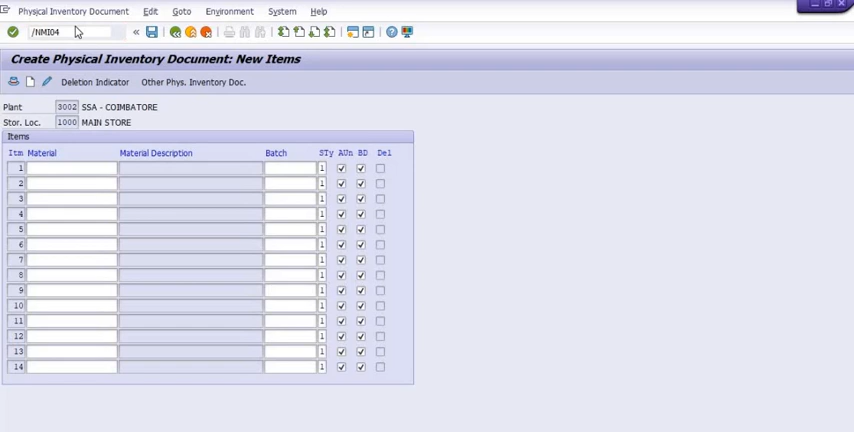 Physical Inventory Document Edit Goto Environment System Help
/NMI04
Create Physical Inventory Document: New Items
Deletion Indicator Other Phys. Inventory Doc.
Plant 3002 SSA - COIMBATORE
Stor. Loc. 1000 MAIN STORE
Items
Itm Material Material Description Batch STy AUn BD Del
1 1
2 1
3 1
4 1
5 1
6 1
7 1
8 1
9 1
10 1
11 1
12 1
13 1
14 1